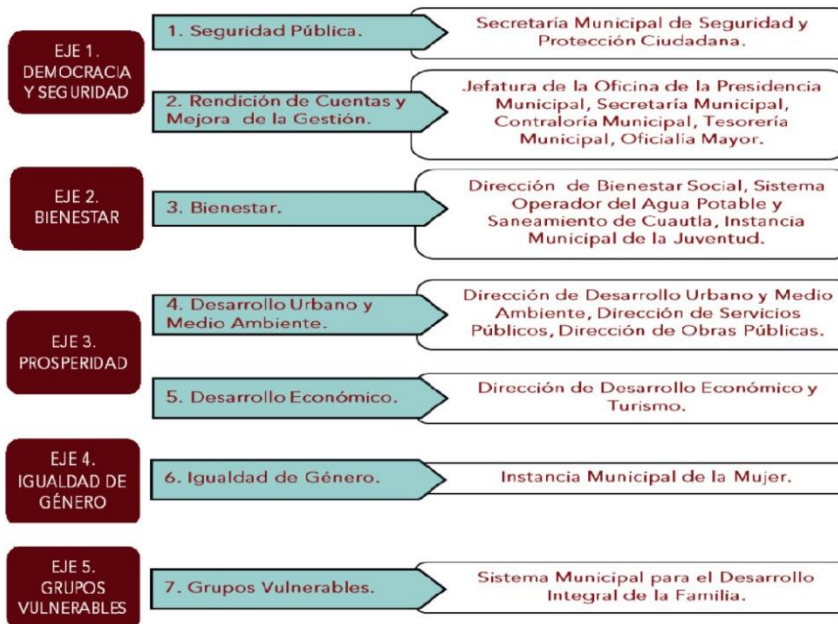 EJE 1.
DEMOCRACIA
Y SEGURIDAD
1. Seguridad Pública.
Secretaría Municipal de Seguridad y
Protección Ciudadana.
2. Rendición de Cuentas y
Mejora de la Gestión.
Jefatura de la Oficina de la Presidencia
Municipal, Secretaría Municipal,
Contraloría Municipal, Tesorería
Municipal, Oficialía Mayor.
EJE 2.
BIENESTAR
3. Bienestar.
Dirección de Bienestar Social, Sistema
Operador del Agua Potable y
Saneamiento de Cuautla, Instancia
Municipal de la Juventud.
EJE 3.
PROSPERIDAD
4. Desarrollo Urbano y
Medio Ambiente.
Dirección de Desarrollo Urbano y Medio
Ambiente, Dirección de Servicios
Públicos, Dirección de Obras Públicas.
5. Desarrollo Económico.
Dirección de Desarrollo Económico y
Turismo.
EJE 4.
IGUALDAD DE
GÉNERO
6. Igualdad de Género.
Instancia Municipal de la Mujer.
EJE 5.
GRUPOS
VULNERABLES
7. Grupos Vulnerables.
Sistema Municipal para el Desarrollo
Integral de la Familia.